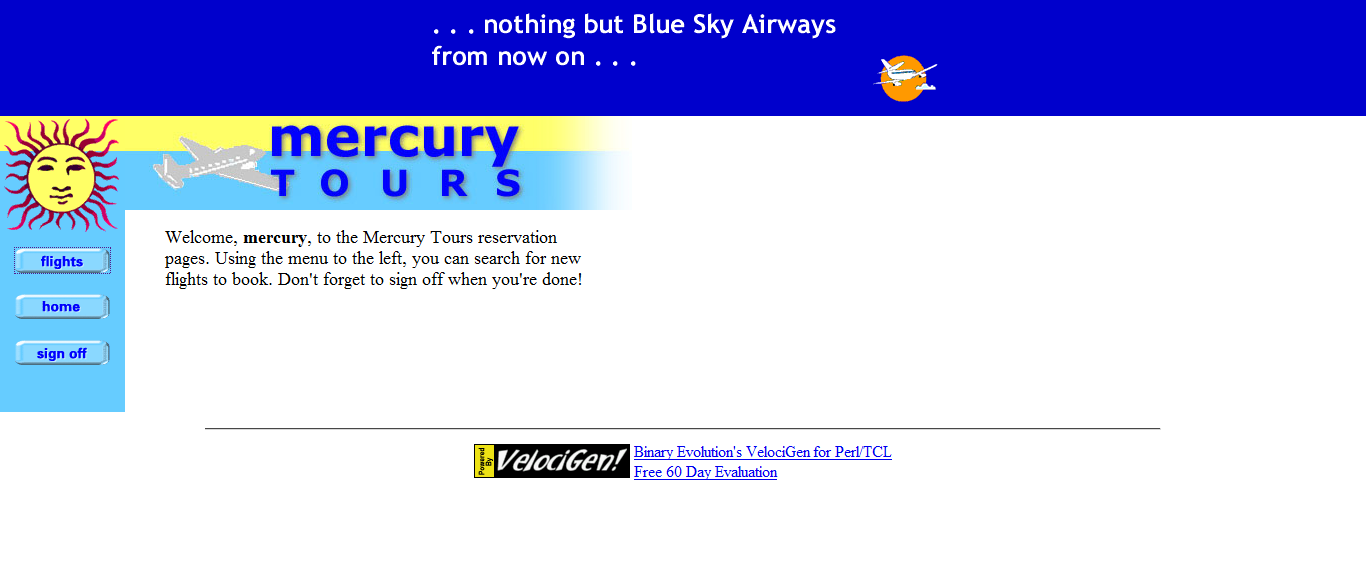 . . . nothing but Blue Sky Airways
from now on . . .
mercury
TOURS
flights
home
sign off
Welcome, mercury, to the Mercury Tours reservation
pages. Using the menu to the left, you can search for new
flights to book. Don't forget to sign off when you're done!
Powered
By
VelociGen!
Binary Evolution's VelociGen for Perl/TCL
Free 60 Day Evaluation